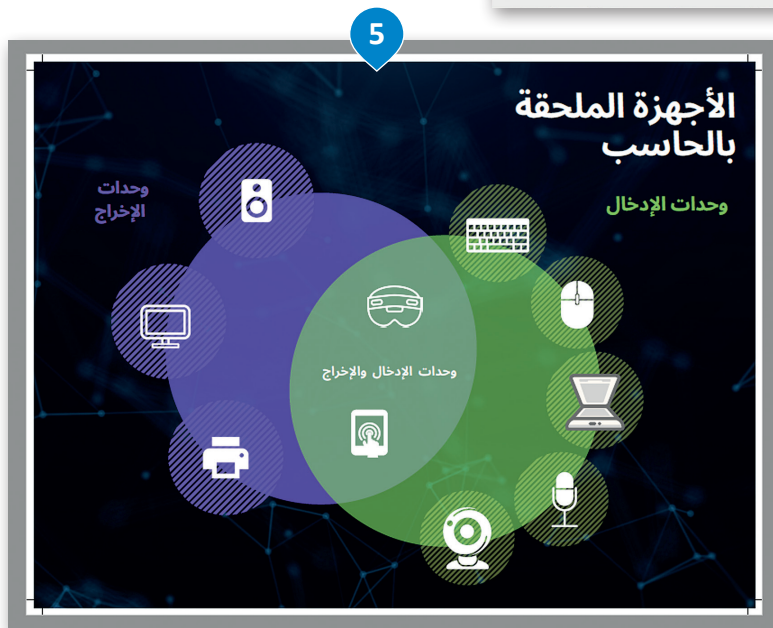 5
الأجهزة الملحقة
بالحاسب
وحدات الإدخال
وحدات
الإخراج
وحدات الإدخال والإخراج